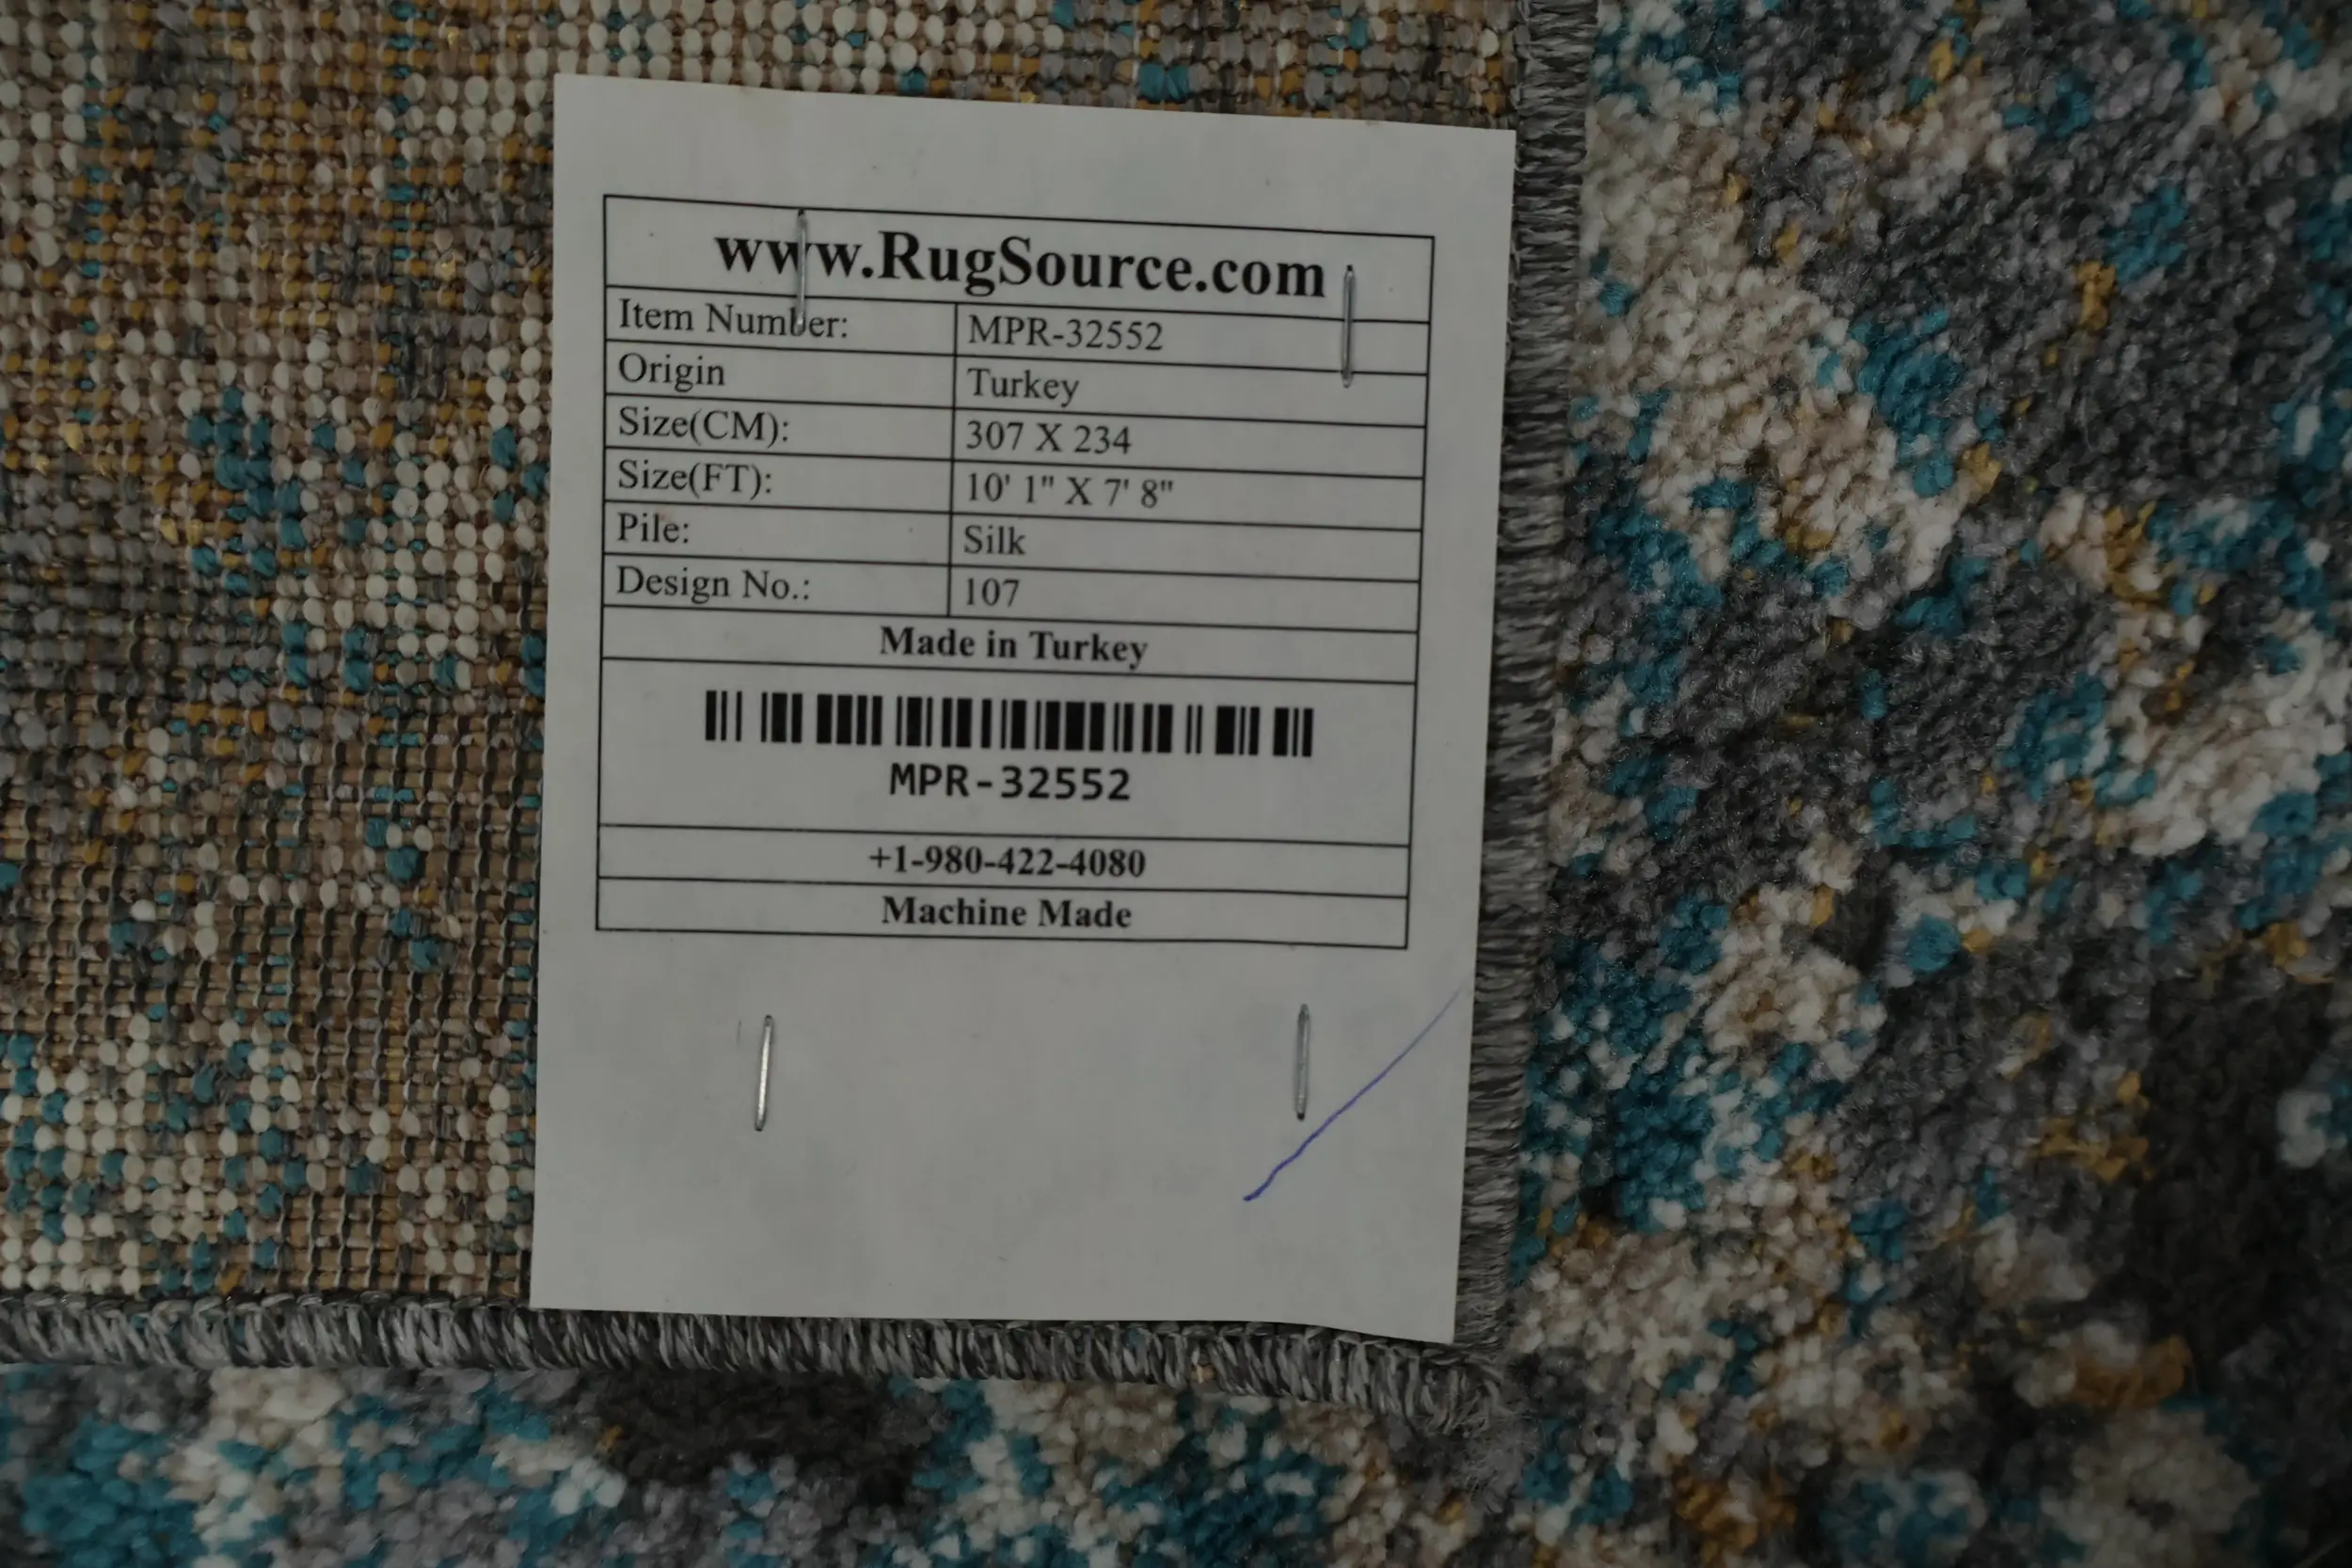 www.RugSource.com
Item Number: MPR-32552
Origin Turkey
Size(CM): 307 X 234
Size(FT): 10' 1" X 7' 8"
Pile: Silk
Design No.: 107
Made in Turkey
MPR-32552
+1-980-422-4080
Machine Made